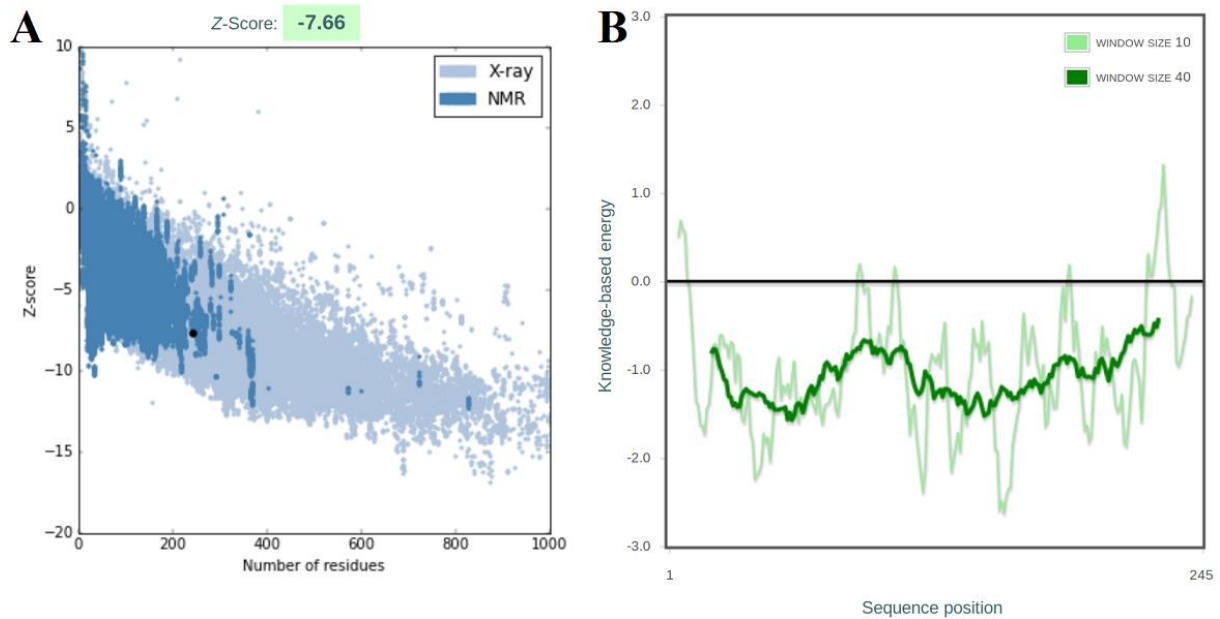 A
Z-Score: -7.66
X-ray
NMR
10
5
0
−5
−10
−15
−20
Z-score
0 200 400 600 800 1000
Number of residues
B
WINDOW SIZE 10
WINDOW SIZE 40
3.0
2.0
1.0
0.0
-1.0
-2.0
-3.0
Knowledge-based energy
1 245
Sequence position